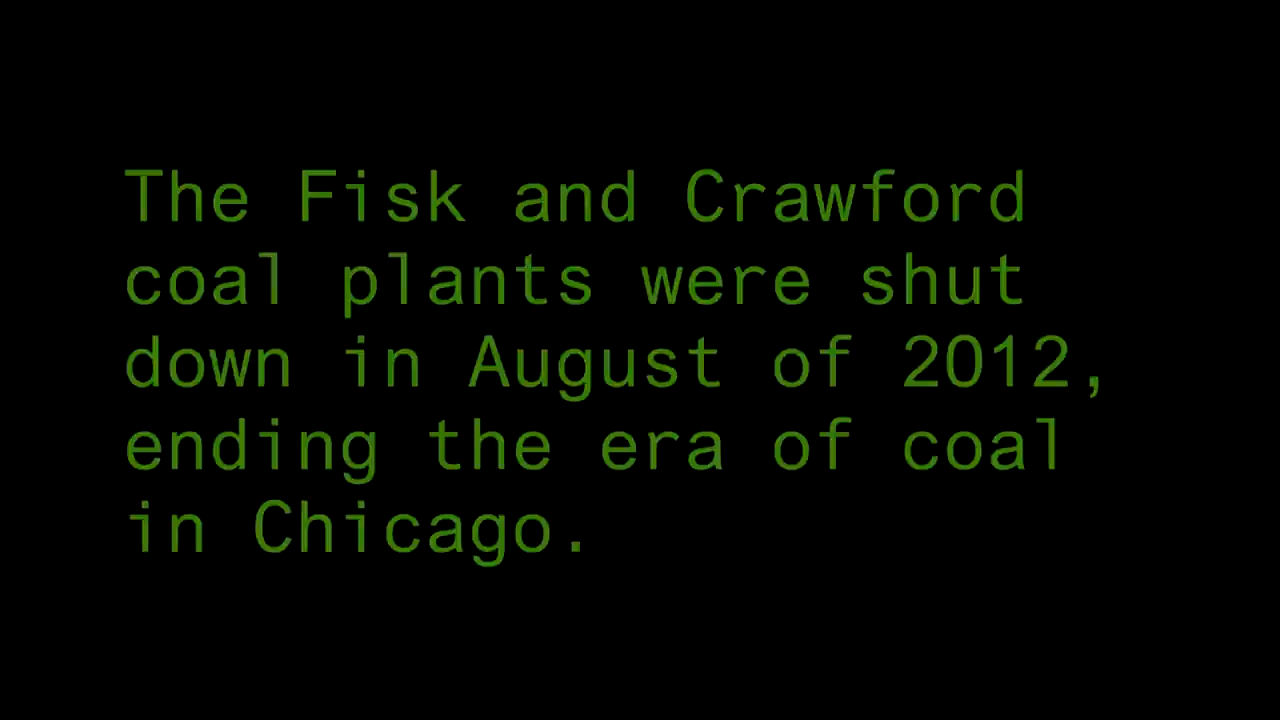 The Fisk and Crawford
coal plants were shut
down in August of 2012,
ending the era of coal
in Chicago.